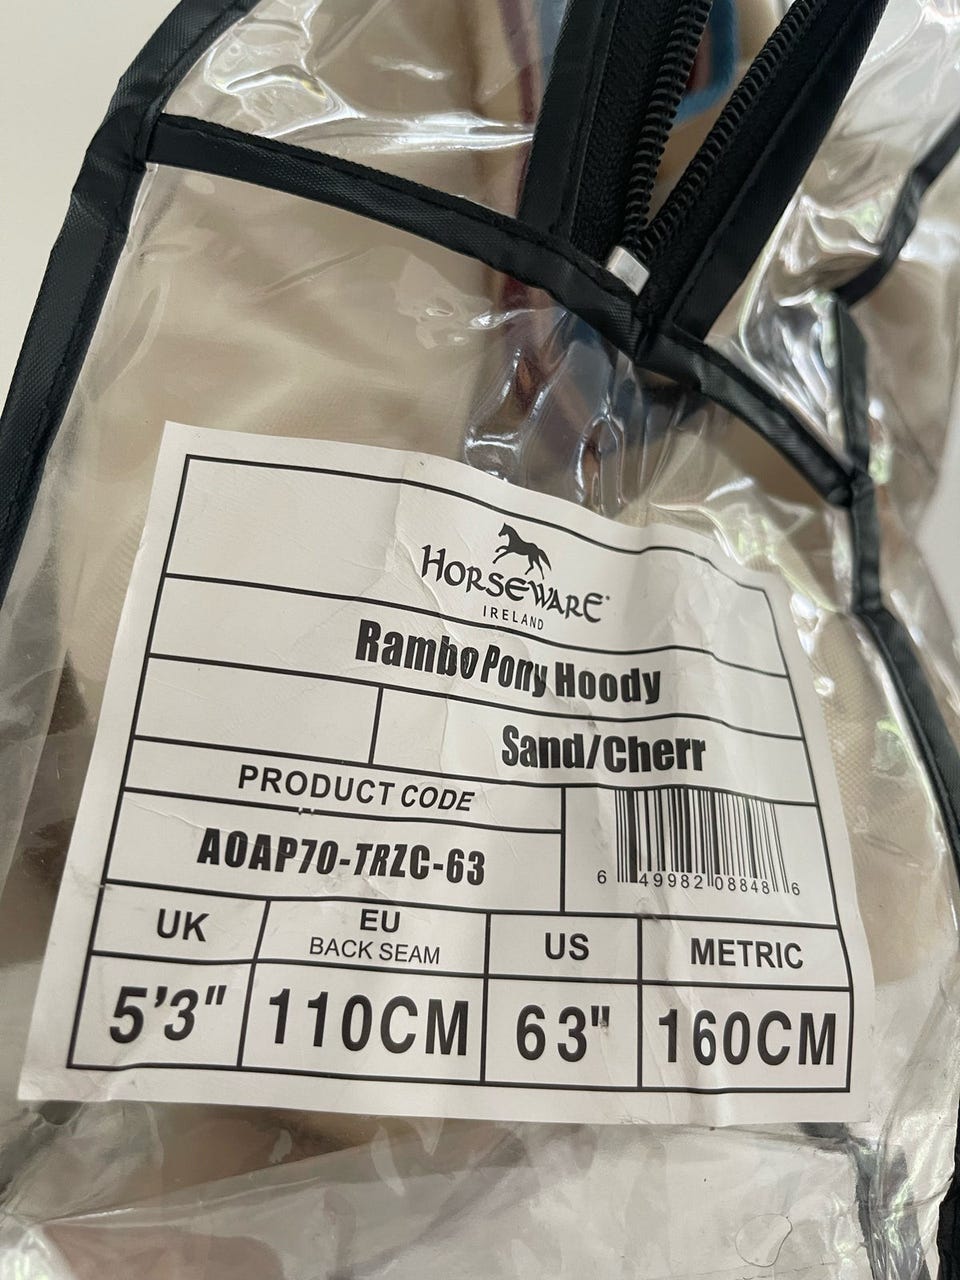 HORSEWARE®
IRELAND
Rambo Pony Hoody
Sand/Cherr
PRODUCT CODE
AOAP70-TRZC-63
6 49982 08848 6
UK
EU
BACK SEAM
US
METRIC
5'3"
110CM
63"
160CM